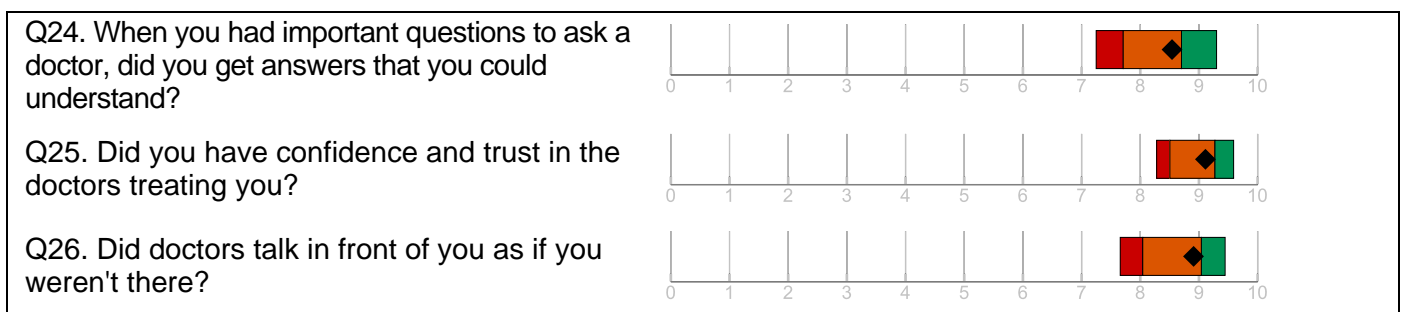 Q24. When you had important questions to ask a
doctor, did you get answers that you could
understand?
0 1 2 3 4 5 6 7 8 9 10
Q25. Did you have confidence and trust in the
doctors treating you?
0 1 2 3 4 5 6 7 8 9 10
Q26. Did doctors talk in front of you as if you
weren't there?
0 1 2 3 4 5 6 7 8 9 10